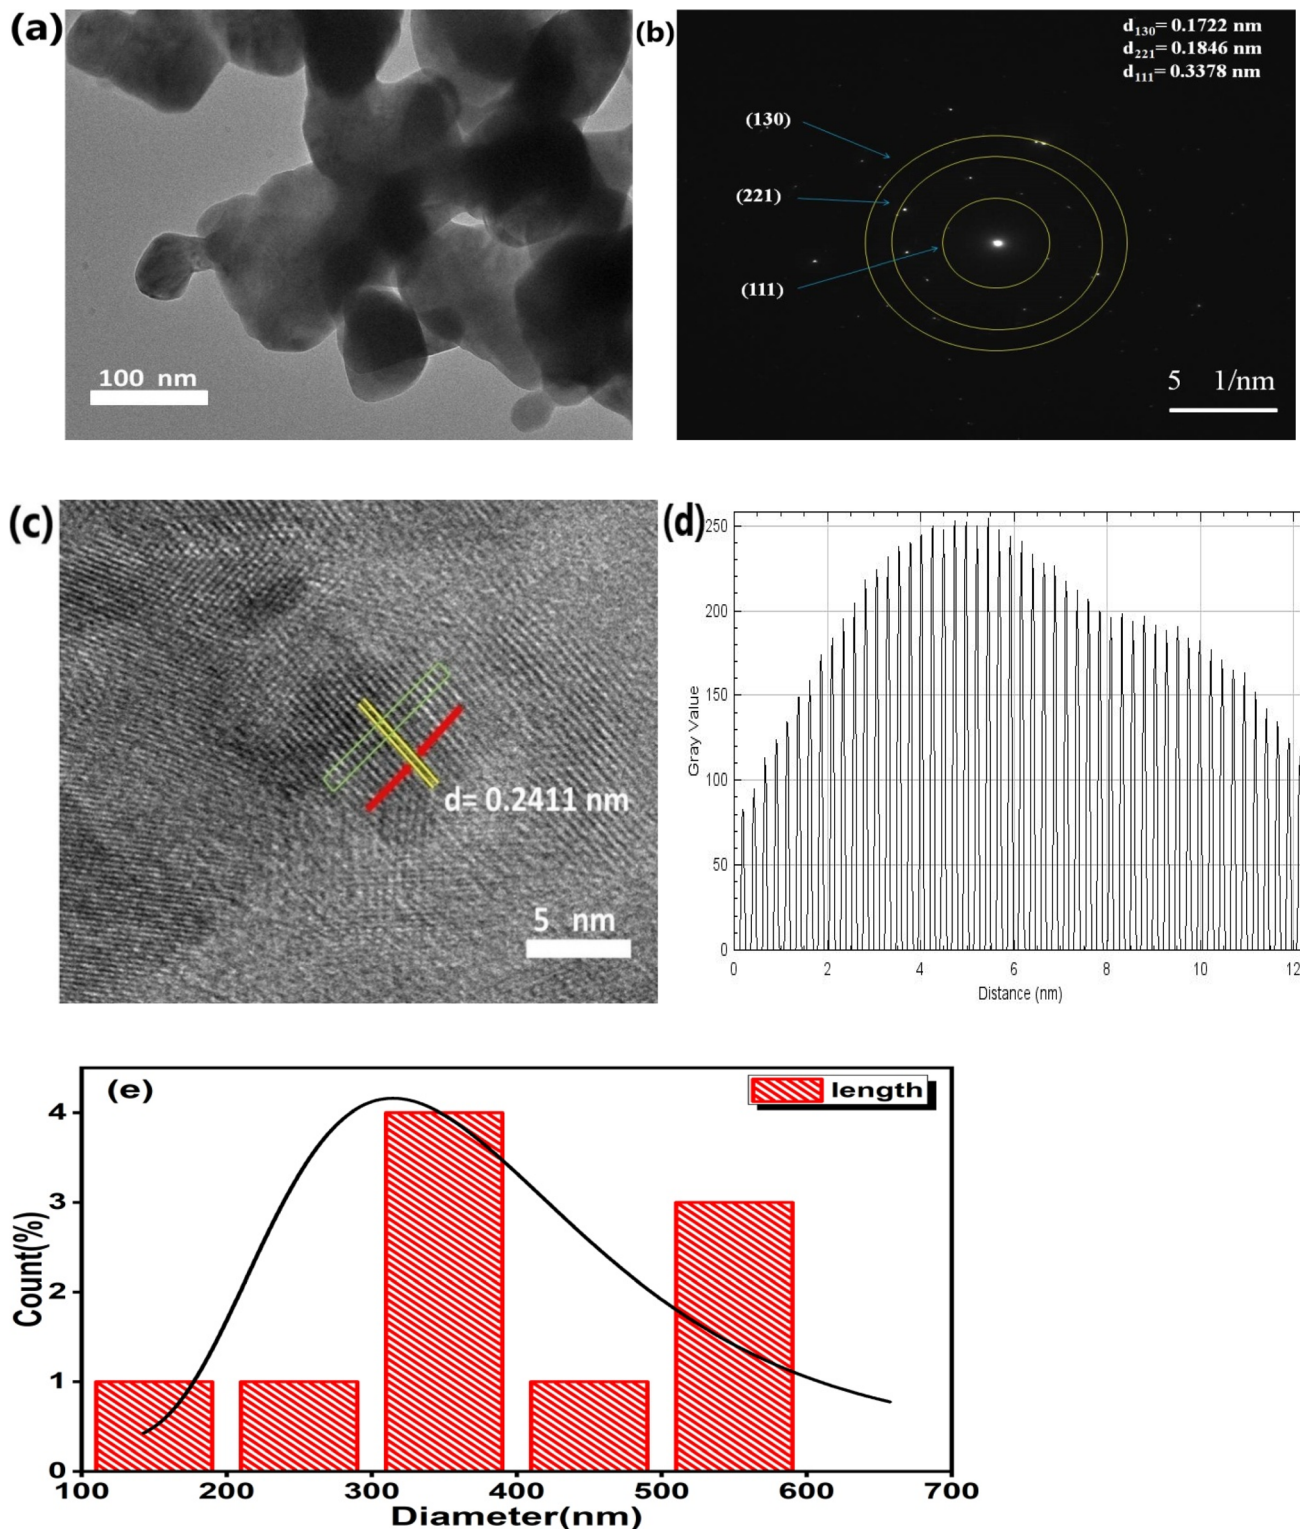 (a)
100 nm
(b)
d130= 0.1722 nm
d221= 0.1846 nm
d111= 0.3378 nm
(130)
(221)
(111)
5 1/nm
(c)
d= 0.2411 nm
5 nm
(d)
250
200
150
100
50
0
Gray Value
0 2 4 6 8 10 12
Distance (nm)
(e)
length
4
3
2
1
0
Count(%)
100 200 300 400 500 600 700
Diameter(nm)